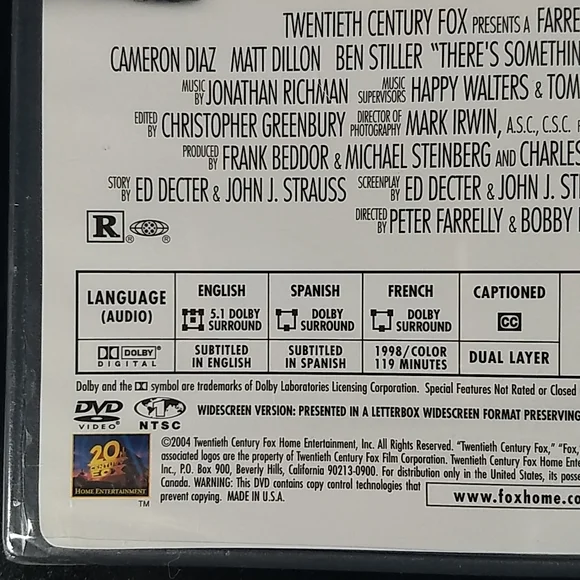 TWENTIETH CENTURY FOX PRESENTS A FARRE
CAMERON DIAZ MATT DILLON BEN STILLER "THERE'S SOMETHIN
MUSIC BY JONATHAN RICHMAN MUSIC SUPERVISORS HAPPY WALTERS & TOM
EDITED BY CHRISTOPHER GREENBURY DIRECTOR OF PHOTOGRAPHY MARK IRWIN, A.S.C., C.S.C.
PRODUCED BY FRANK BEDDOR & MICHAEL STEINBERG AND CHARLES
STORY BY ED DECTER & JOHN J. STRAUSS SCREENPLAY BY ED DECTER & JOHN J. ST
DIRECTED BY PETER FARRELLY & BOBBY
R ® ®
LANGUAGE (AUDIO) ENGLISH 5.1 DOLBY SURROUND SPANISH DOLBY SURROUND FRENCH DOLBY SURROUND CAPTIONED CC
DOLBY® DIGITAL SUBTITLED IN ENGLISH SUBTITLED IN SPANISH 1998/COLOR 119 MINUTES DUAL LAYER
Dolby and the symbol are trademarks of Dolby Laboratories Licensing Corporation. Special Features Not Rated or Closed
DVD VIDEO NTSC WIDESCREEN VERSION: PRESENTED IN A LETTERBOX WIDESCREEN FORMAT PRESERVING
©2004 Twentieth Century Fox Home Entertainment, Inc. All Rights Reserved. "Twentieth Century Fox," "Fox,
associated logos are the property of Twentieth Century Fox Film Corporation. Twentieth Century Fox Home
Inc., P.O. Box 900, Beverly Hills, California 90213-0900. For distribution only in the United States, its posse
Canada. WARNING: This DVD contains copy control technologies that
prevent copying. MADE IN U.S.A.
www.foxhome.co
20th CENTURY FOX
HOME ENTERTAINMENT
TM